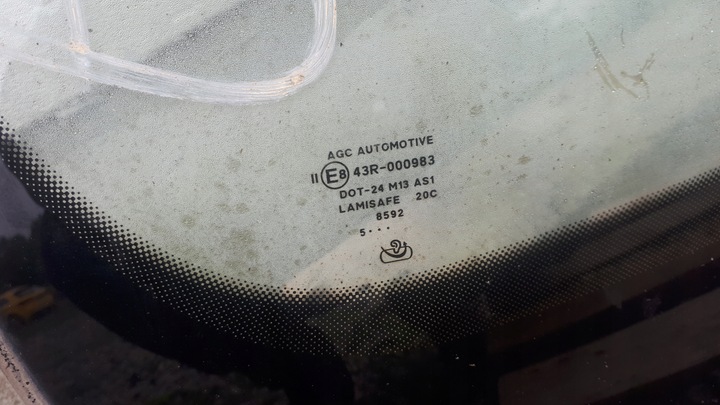 AGC AUTOMOTIVE
II E8 43R-000983
DOT-24 M13 AS1
LAMISAFE 20C
8592
5···